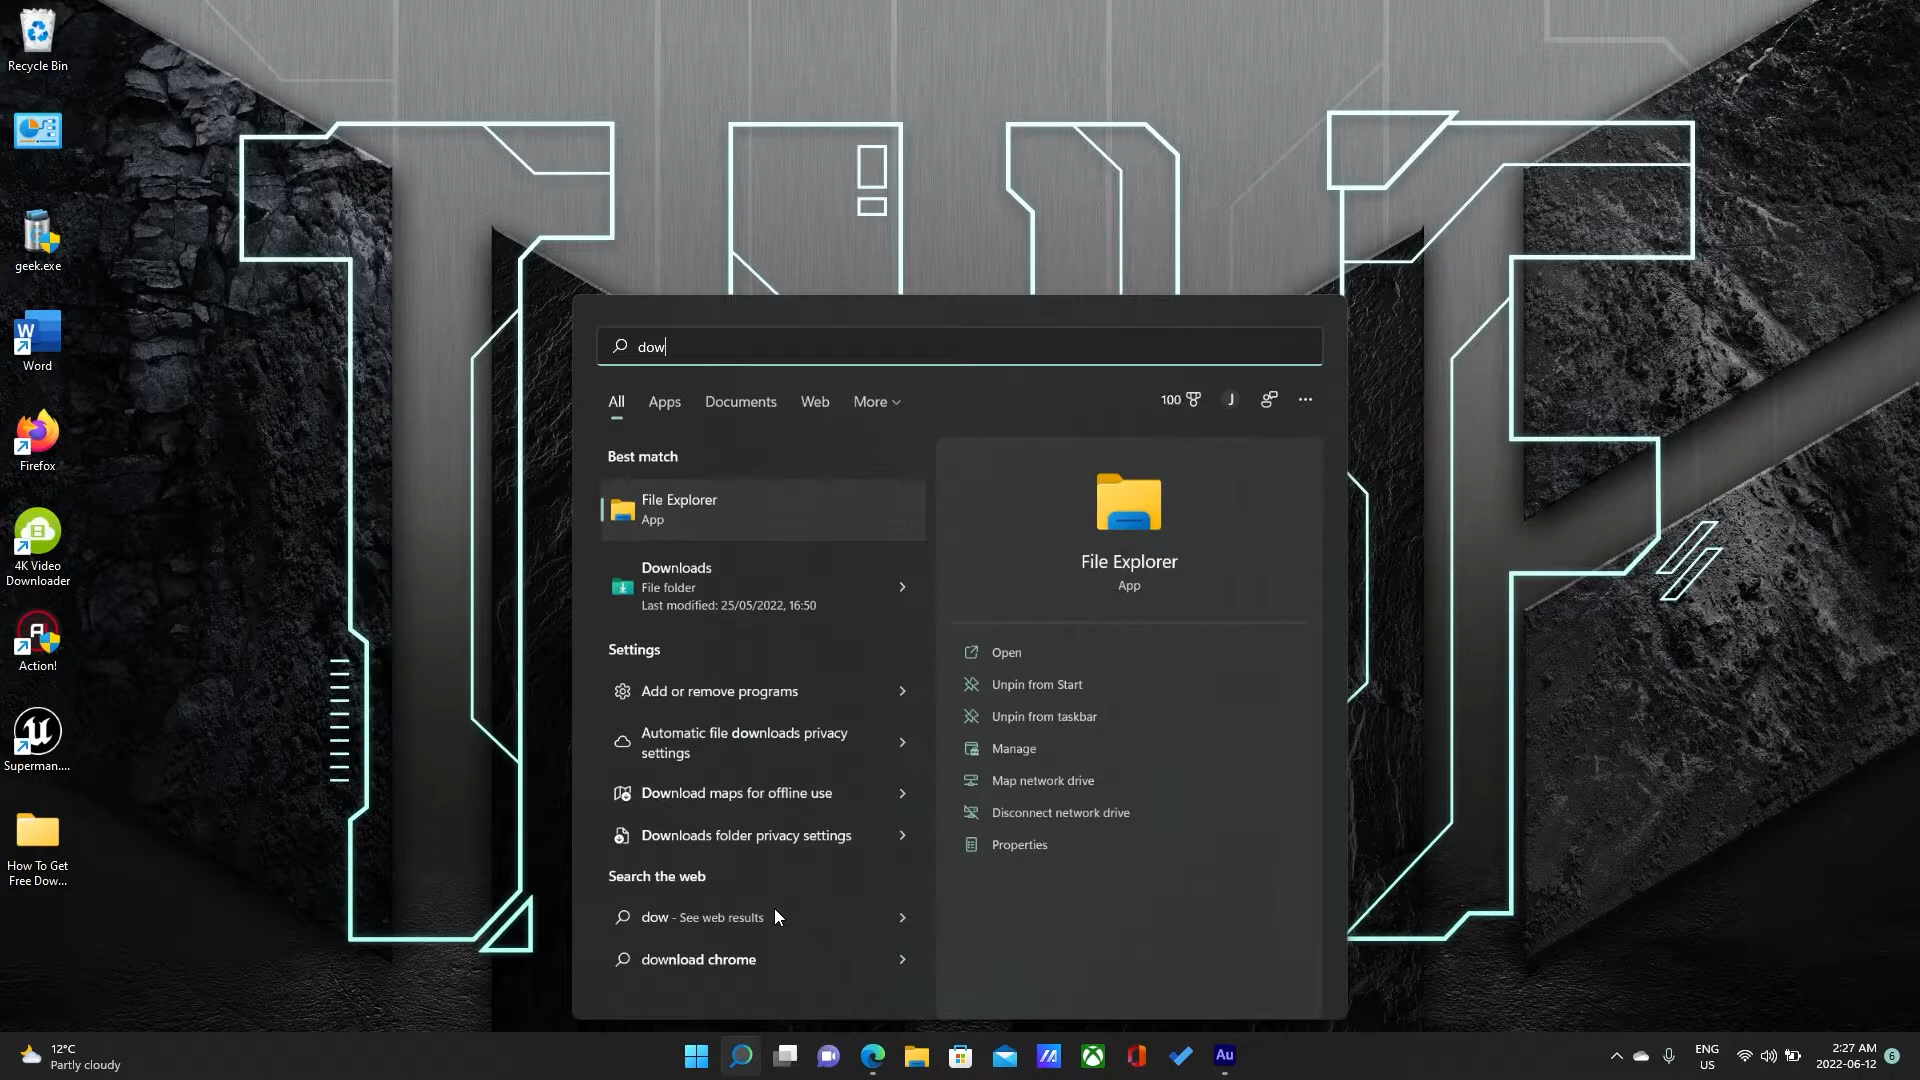 Recycle Bin
geek.exe
Word
Firefox
4K Video
Downloader
Action!
Superman....
How To Get
Free Dow...
dow
All Apps Documents Web More
100 J
Best match
File Explorer
App
Downloads
File folder
Last modified: 25/05/2022, 16:50
Settings
Add or remove programs
Automatic file downloads privacy
settings
Download maps for offline use
Downloads folder privacy settings
Search the web
dow - See web results
download chrome
File Explorer
App
Open
Unpin from Start
Unpin from taskbar
Manage
Map network drive
Disconnect network drive
Properties
12°C
Partly cloudy
Au
ENG
US
2:27 AM
2022-06-12
6